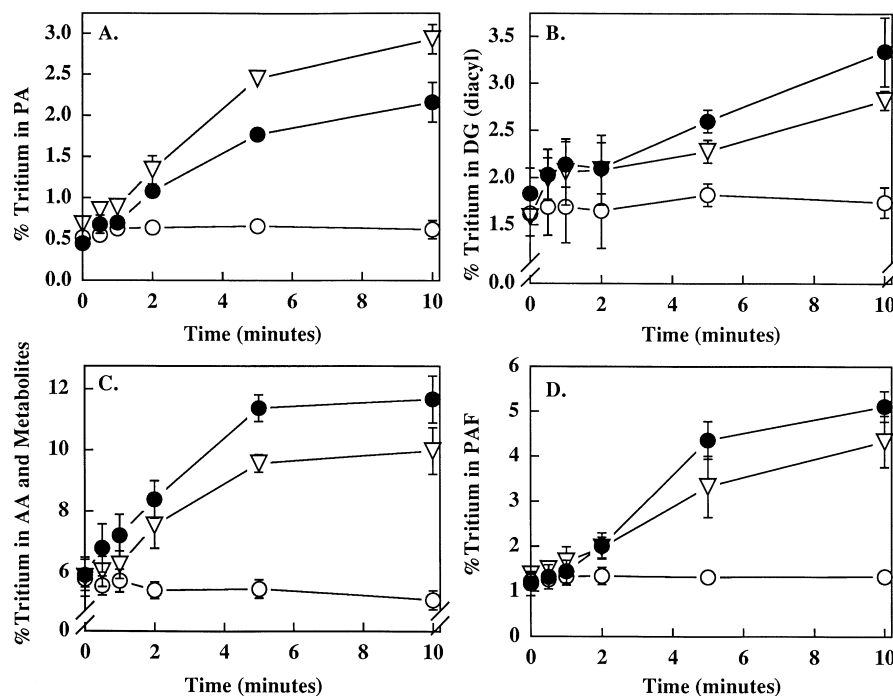 A.
% Tritium in PA
3.0
2.5
2.0
1.5
1.0
0.5
0.0
0 2 4 6 8 10
Time (minutes)
B.
% Tritium in DG (diacyl)
3.5
3.0
2.5
2.0
1.5
0.0
0 2 4 6 8 10
Time (minutes)
C.
%Tritium in AA and Metabolites
12
10
8
6
0
0 2 4 6 8 10
Time (minutes)
D.
%Tritium in PAF
6
5
4
3
2
1
0
0 2 4 6 8 10
Time (minutes)